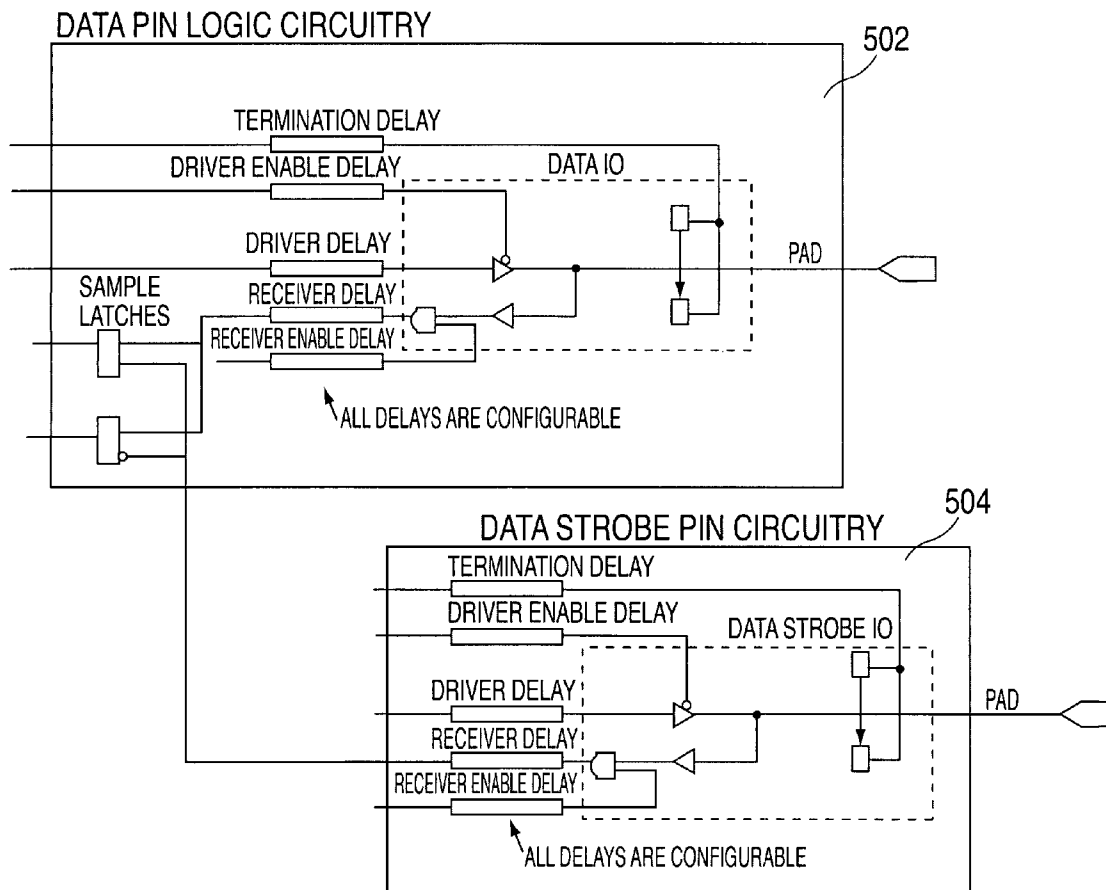 DATA PIN LOGIC CIRCUITRY
502
TERMINATION DELAY
DRIVER ENABLE DELAY
DATA IO
DRIVER DELAY
PAD
SAMPLE
LATCHES
RECEIVER DELAY
RECEIVER ENABLE DELAY
ALL DELAYS ARE CONFIGURABLE
DATA STROBE PIN CIRCUITRY
504
TERMINATION DELAY
DRIVER ENABLE DELAY
DATA STROBE IO
DRIVER DELAY
PAD
RECEIVER DELAY
RECEIVER ENABLE DELAY
ALL DELAYS ARE CONFIGURABLE